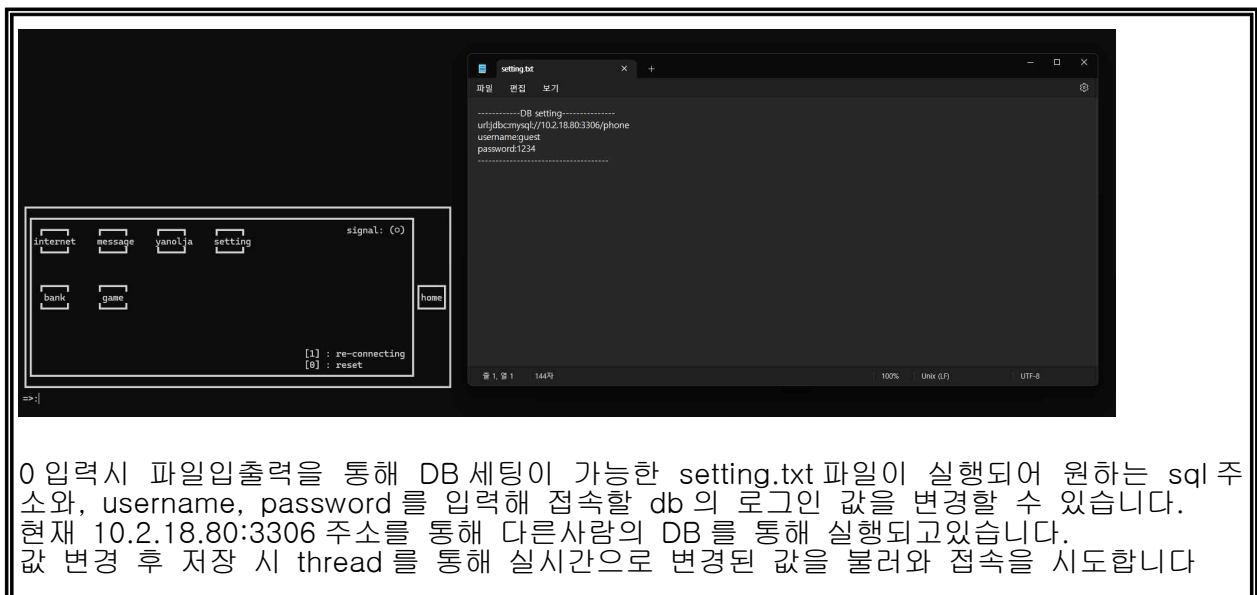 setting.txt
파일 편집 보기
------------DB setting---------------
url:jdbc:mysql://10.2.18.80:3306/phone
username:guest
password:1234
-------------------------------------
signal: (○)
internet message yanolja setting
bank game
home
[1] : re-connecting
[0] : reset
=>:
줄 1, 열 1 144자 100% Unix (LF) UTF-8
0 입력시 파일입출력을 통해 DB 세팅이 가능한 setting.txt 파일이 실행되어 원하는 sql 주
소와, username, password 를 입력해 접속할 db 의 로그인 값을 변경할 수 있습니다.
현재 10.2.18.80:3306 주소를 통해 다른사람의 DB 를 통해 실행되고있습니다.
값 변경 후 저장 시 thread 를 통해 실시간으로 변경된 값을 불러와 접속을 시도합니다